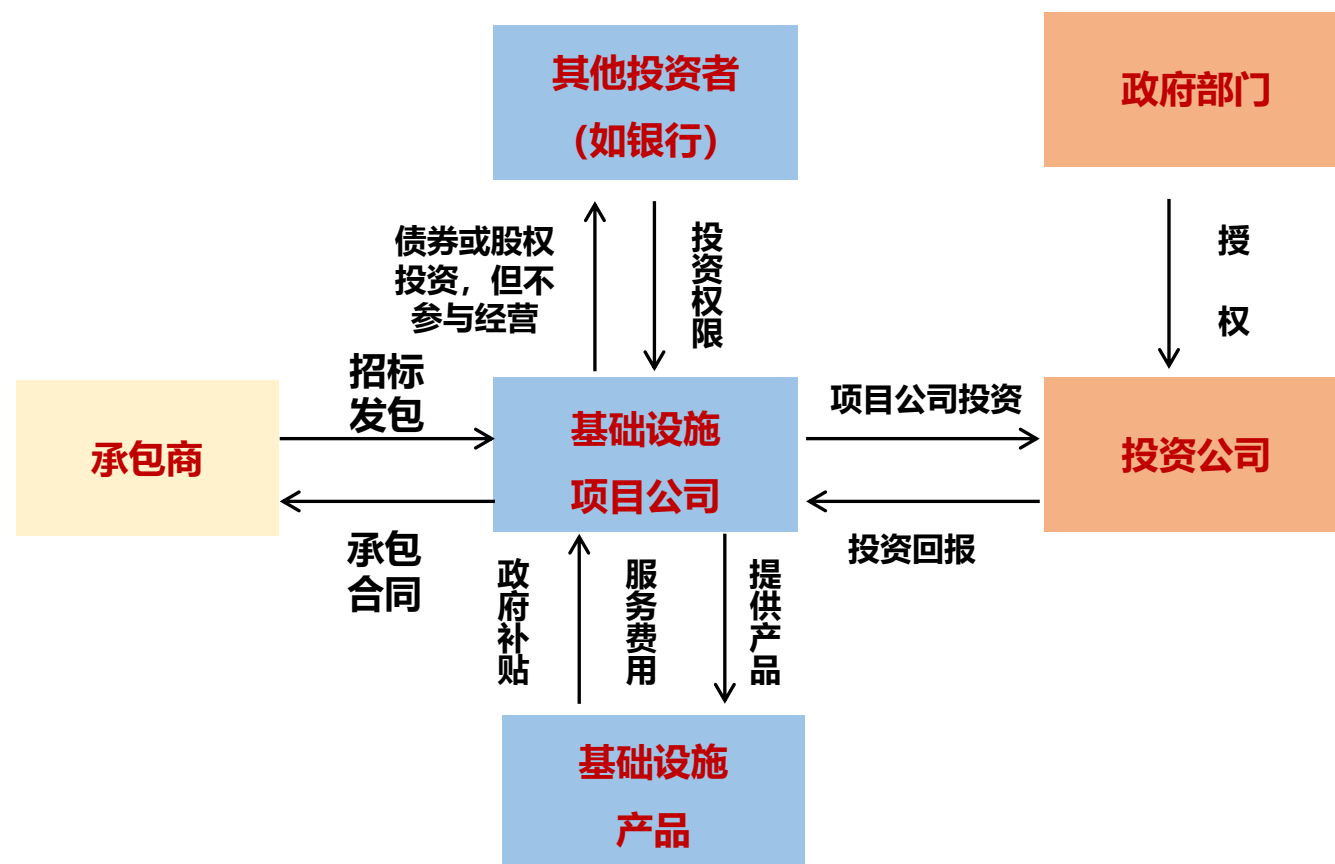 其他投资者
（如银行）
政府部门
债券或股权
投资，但不
参与经营
投资权限
授权
招标
发包
承包商
基础设施
项目公司
项目公司投资
投资公司
承包
合同
投资回报
政府补贴
服务费用
提供产品
基础设施
产品